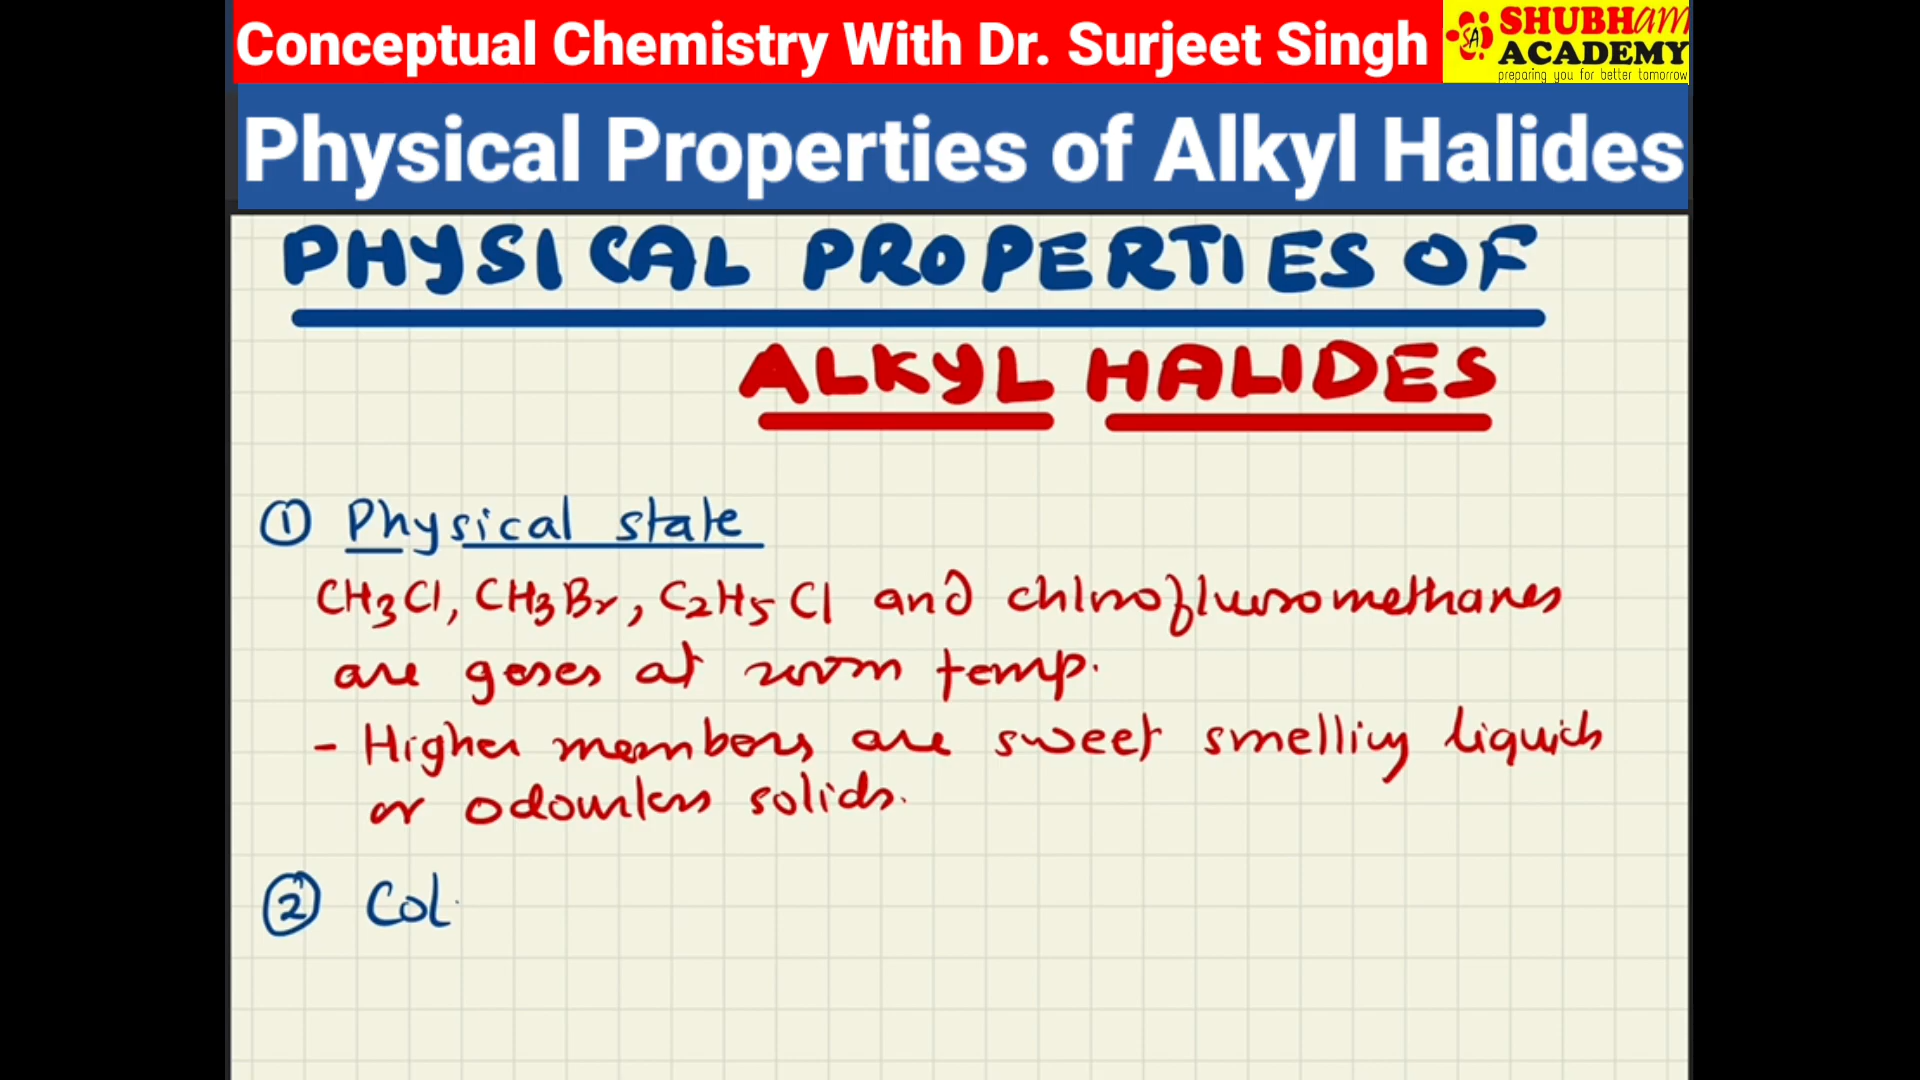 Conceptual Chemistry With Dr. Surjeet Singh
SA
SHUBHAM
ACADEMY
preparing you for better tomorrow
Physical Properties of Alkyl Halides
PHYSICAL PROPERTIES OF
ALKYL HALIDES
① Physical state
CH3Cl, CH3Br, C2H5Cl and chlorofluoromethanes
are gases at room temp.
- Higher members are sweet smelling liquids
or odourless solids.
② Col